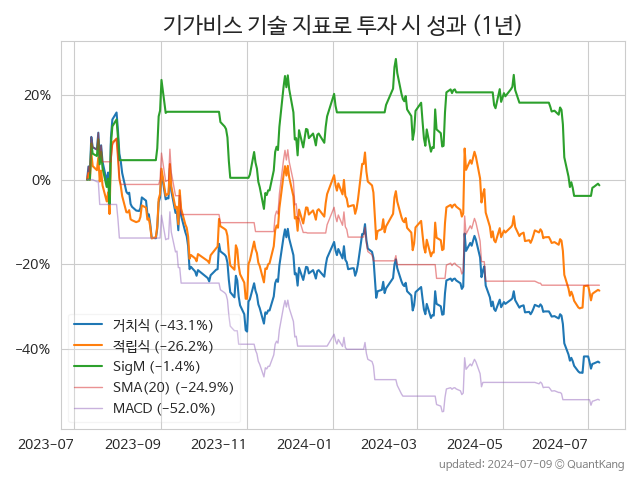 기가비스 기술 지표로 투자 시 성과 (1년)
20%
0%
−20%
−40%
거치식 (−43.1%)
적립식 (−26.2%)
SigM (−1.4%)
SMA(20) (−24.9%)
MACD (−52.0%)
2023-07 2023-09 2023-11 2024-01 2024-03 2024-05 2024-07
updated: 2024-07-09 © QuantKang